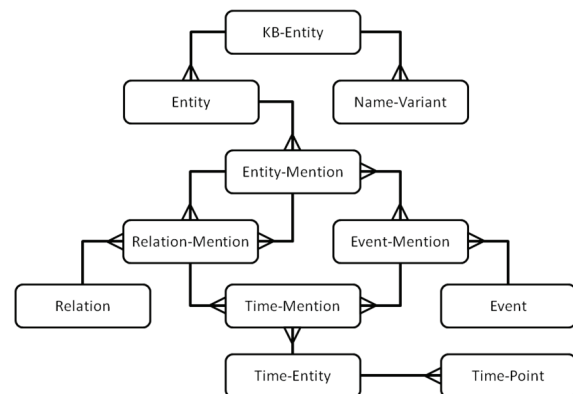 KB-Entity
Entity
Name-Variant
Entity-Mention
Relation-Mention
Event-Mention
Relation
Time-Mention
Event
Time-Entity
Time-Point